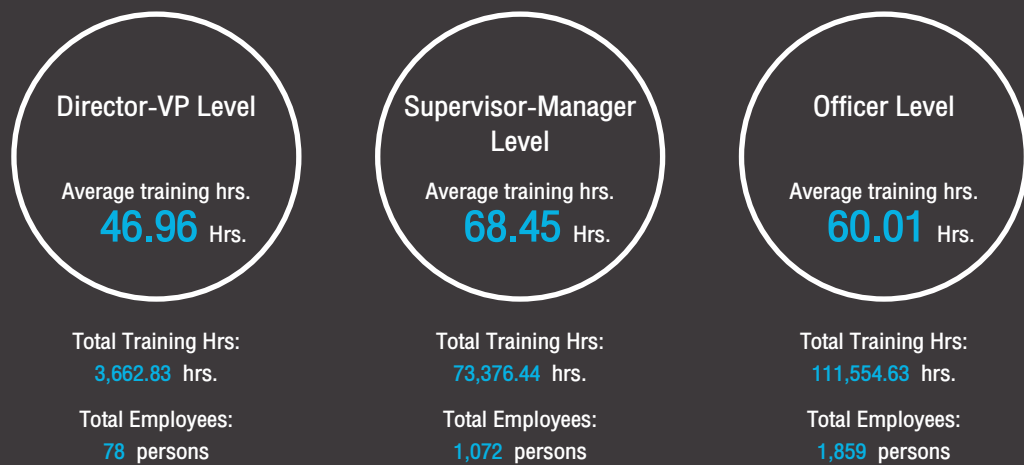 Director-VP Level
Average training hrs.
46.96 Hrs.
Total Training Hrs:
3,662.83 hrs.
Total Employees:
78 persons
Supervisor-Manager
Level
Average training hrs.
68.45 Hrs.
Total Training Hrs:
73,376.44 hrs.
Total Employees:
1,072 persons
Officer Level
Average training hrs.
60.01 Hrs.
Total Training Hrs:
111,554.63 hrs.
Total Employees:
1,859 persons